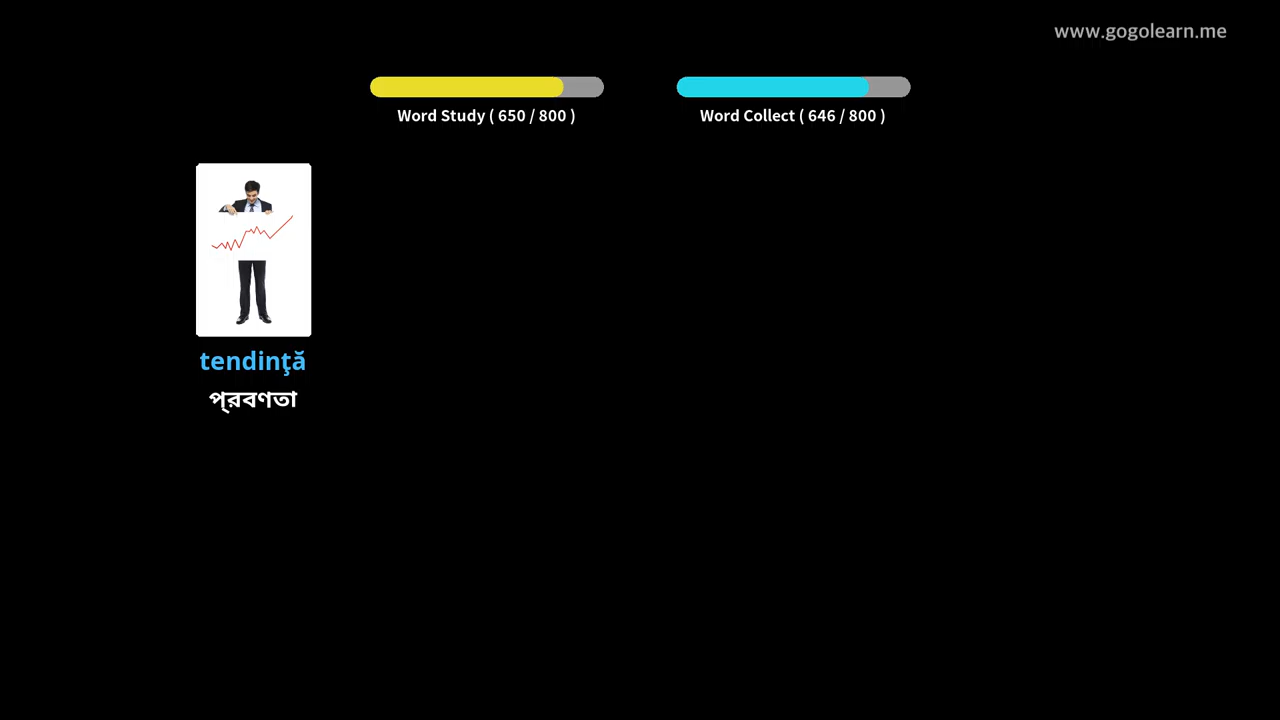 www.gogolearn.me
Word Study ( 650 / 800 )
Word Collect ( 646 / 800 )
tendinţă
প্রবণতা